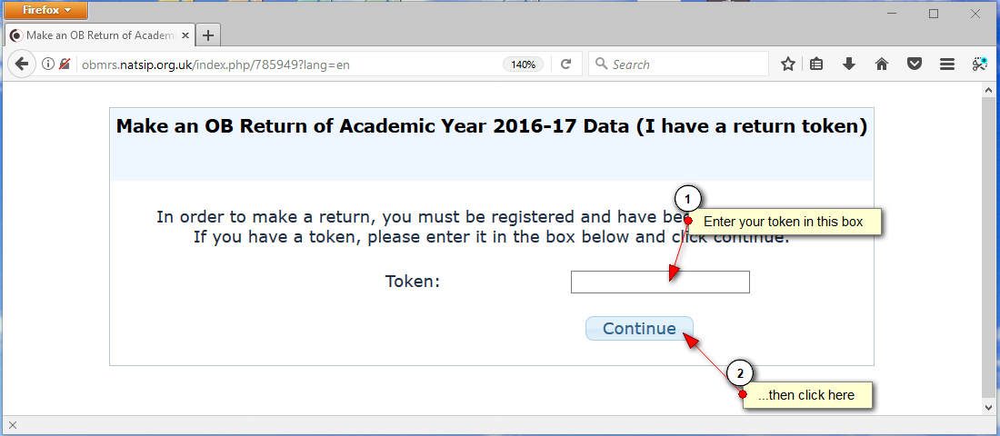 Firefox
Make an OB Return of Academi
obmrs.natsip.org.uk/index.php/785949?lang=en
140%
Search
Make an OB Return of Academic Year 2016-17 Data (I have a return token)
In order to make a return, you must be registered and have
1
Enter your token in this box
If you have a token, please enter it in the box below and click continue.
Token:
Continue
2
...then click here